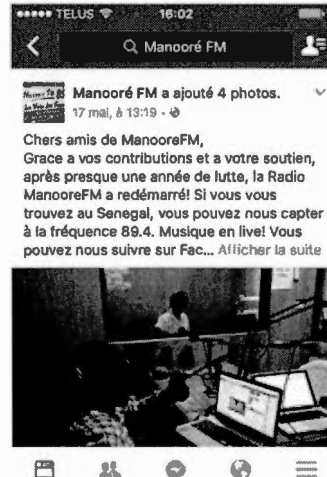 TELUS 16:02
Manooré FM
Manooré FM a ajouté 4 photos.
17 mai, à 13:19
Chers amis de ManooreFM,
Grace a vos contributions et a votre soutien,
après presque une année de lutte, la Radio
ManooreFM a redémarré! Si vous vous
trouvez au Senegal, vous pouvez nous capter
à la fréquence 89.4. Musique en live! Vous
pouvez nous suivre sur Fac... Afficher la suite